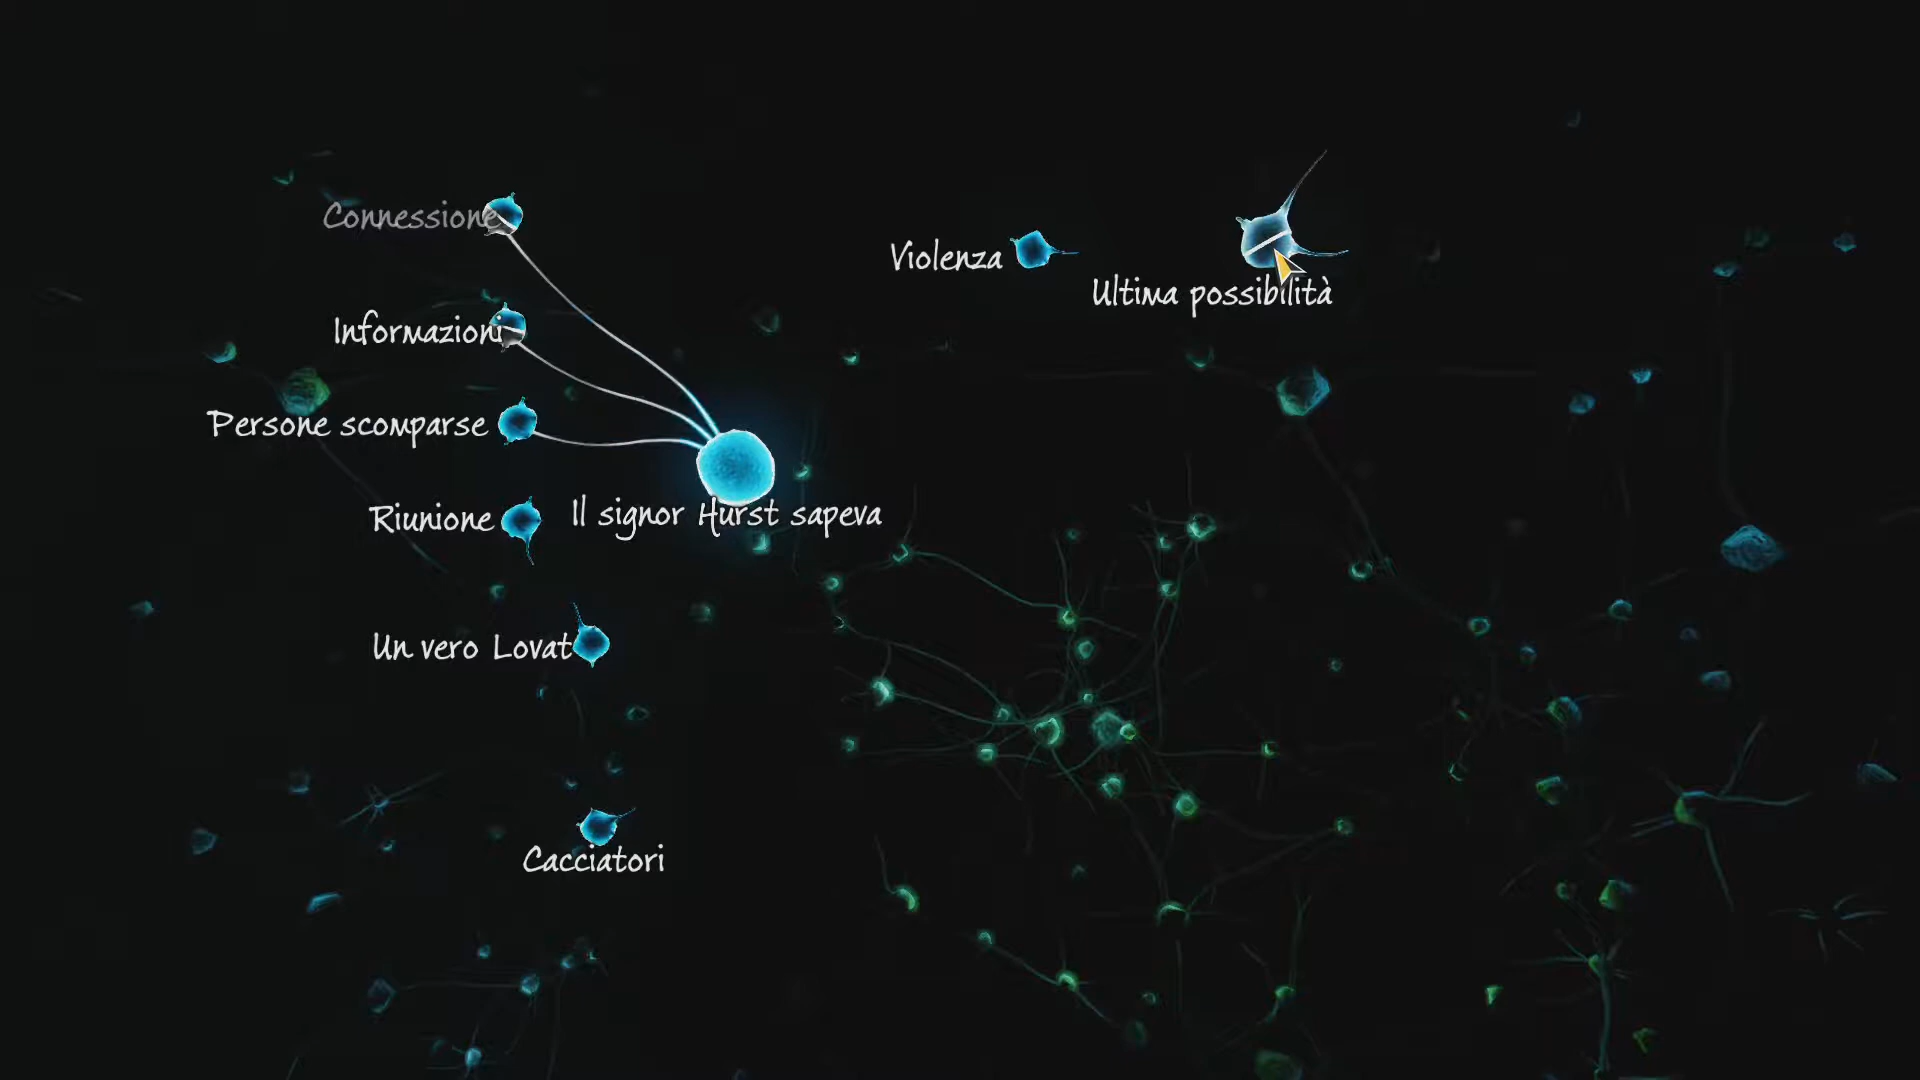 Connessione
Violenza
Ultima possibilità
Informazioni
Persone scomparse
Riunione
Il signor Hurst sapeva
Un vero Lovat
Cacciatori